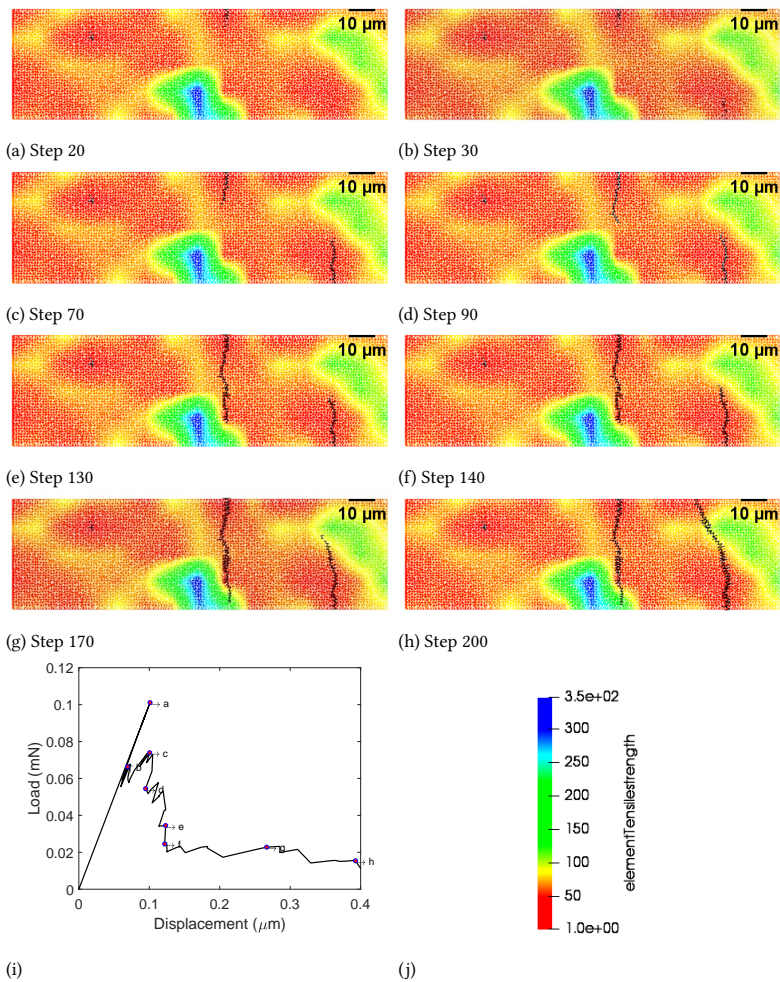 10 µm 10 µm
(a) Step 20 (b) Step 30
10 µm 10 µm
(c) Step 70 (d) Step 90
10 µm 10 µm
(e) Step 130 (f) Step 140
10 µm 10 µm
(g) Step 170 (h) Step 200
0.12
0.1
0.08
0.06
0.04
0.02
0
a
b
c
d
e
f
g
h
Load (mN)
0 0.1 0.2 0.3 0.4
Displacement (µm)
3.5e+02
300
250
200
150
100
50
1.0e+00
elementTensilestrength
(i) (j)